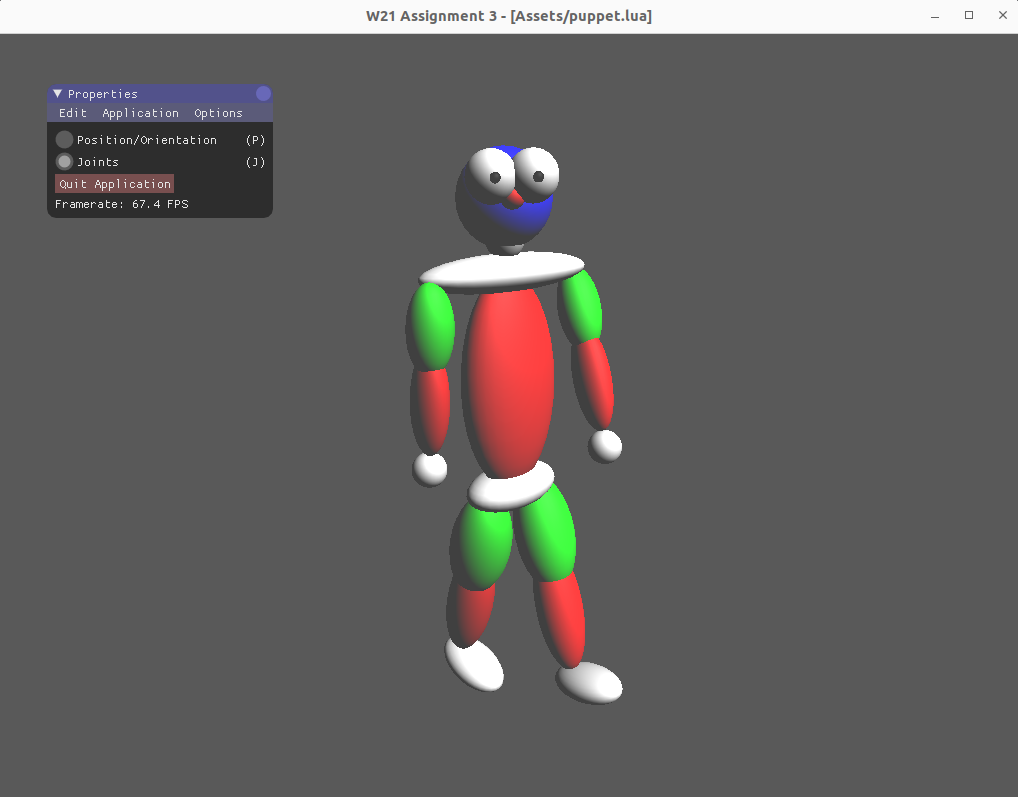 W21 Assignment 3 - [Assets/puppet.lua]
Properties
Edit Application Options
Position/Orientation (P)
Joints (J)
Quit Application
Framerate: 67.4 FPS